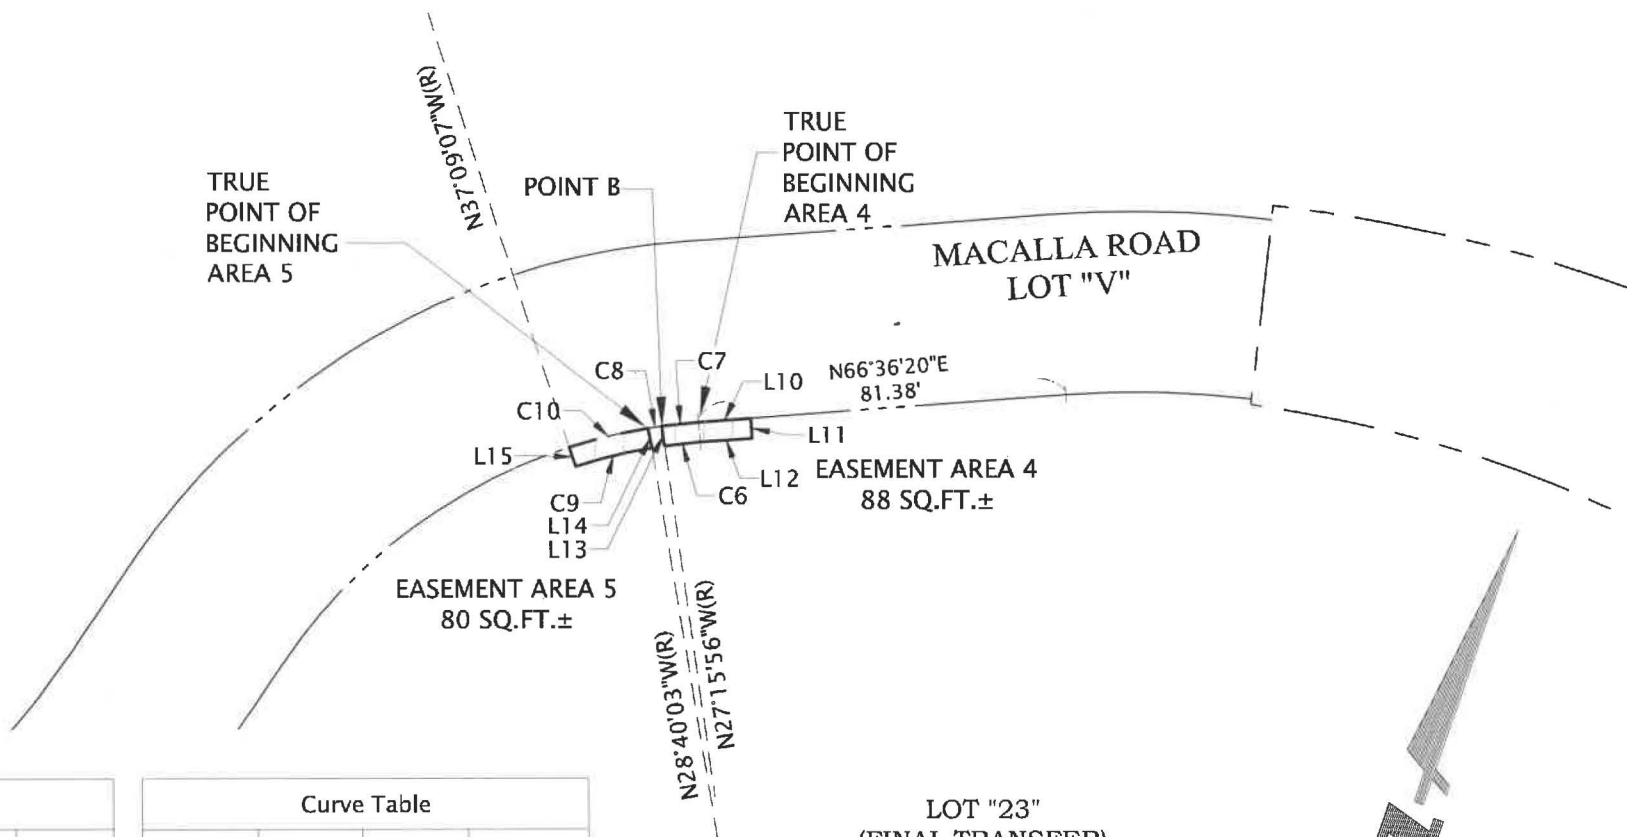 N37°09'07"W(R)
TRUE
POINT OF
BEGINNING
AREA 4
TRUE
POINT OF
BEGINNING
AREA 5
POINT B
MACALLA ROAD
LOT "V"
C8
C7
L10
N66°36'20"E
81.38'
C10
L15
L11
L12
C6
EASEMENT AREA 4
88 SQ.FT.±
C9
L14
L13
EASEMENT AREA 5
80 SQ.FT.±
N28°40'03"W(R)
N27°15'56"W(R)
Curve Table
LOT "23"
(FINAL TRANSFER)